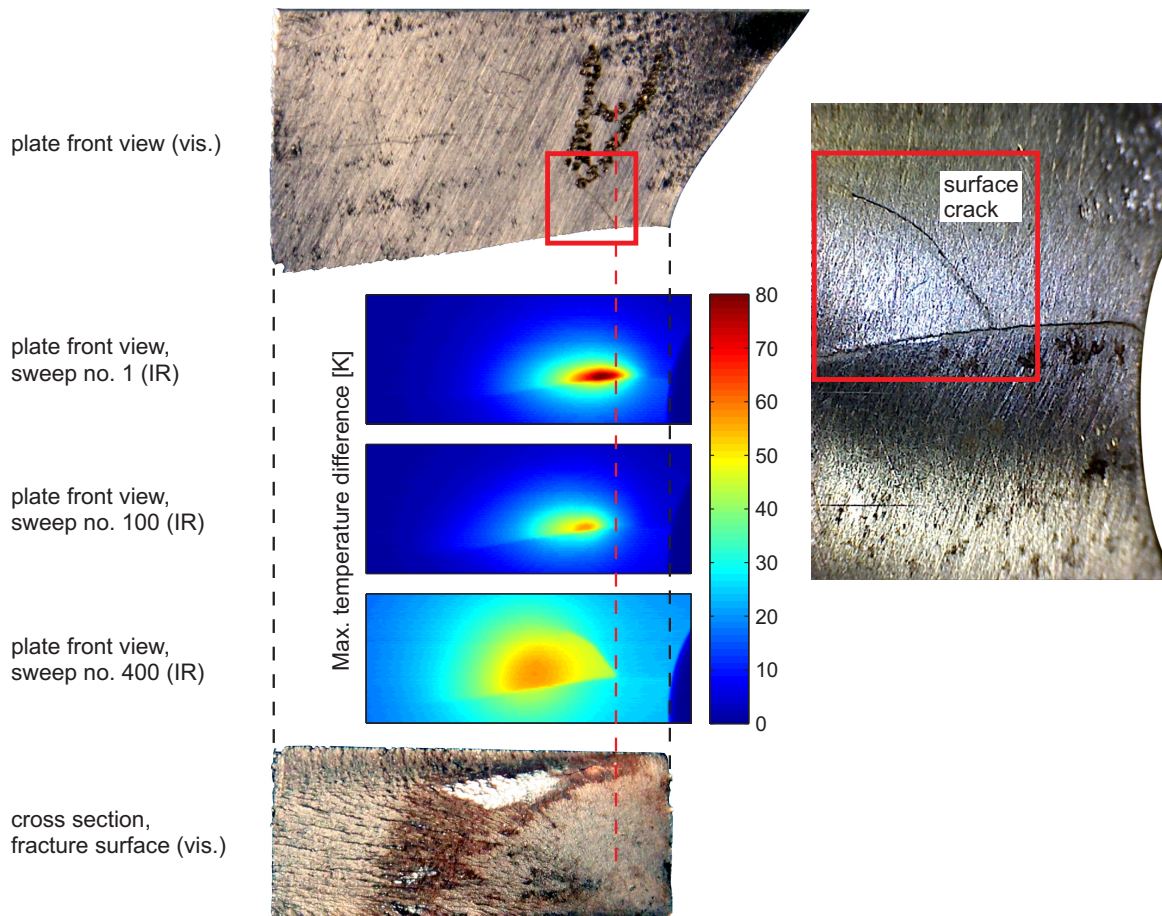 plate front view (vis.)
surface
crack
plate front view,
sweep no. 1 (IR)
plate front view,
sweep no. 100 (IR)
plate front view,
sweep no. 400 (IR)
Max. temperature difference [K]
80
70
60
50
40
30
20
10
0
cross section,
fracture surface (vis.)